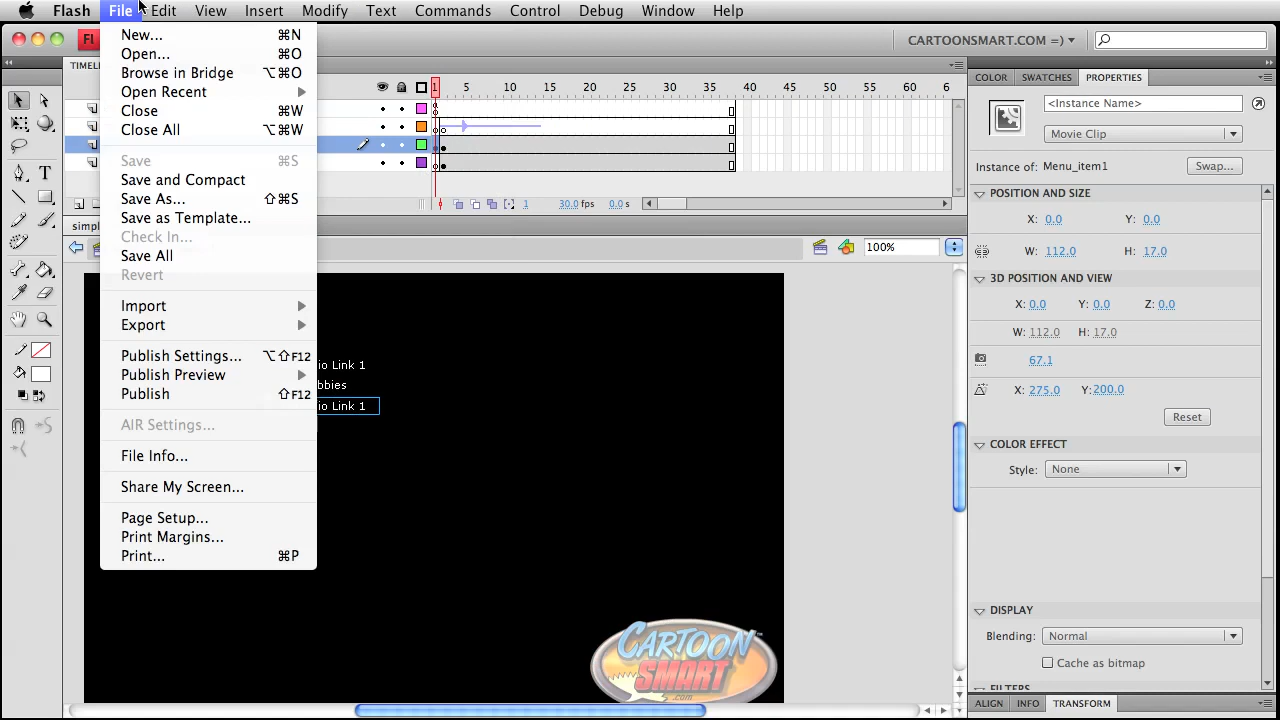 Flash File Edit View Insert Modify Text Commands Control Debug Window Help
Fl
CARTOONSMART.COM =)
New... ⌘N
Open... ⌘O
Browse in Bridge ⌥⌘O
Open Recent
Close ⌘W
Close All ⌥⌘W
Save ⌘S
Save and Compact
Save As... ⇧⌘S
Save as Template...
Check In...
Save All
Revert
Import
Export
Publish Settings... ⌥⇧F12
Publish Preview
Publish ⇧F12
AIR Settings...
File Info...
Share My Screen...
Page Setup...
Print Margins...
Print... ⌘P
1 5 10 15 20 25 30 35 40 45 50 55 60 6
1 30.0 fps 0.0 s
simpl
100%
io Link 1
bbies
io Link 1
CARTOON
SMART
.com
™
COLOR SWATCHES PROPERTIES
<Instance Name>
Movie Clip
Instance of: Menu_item1 Swap...
POSITION AND SIZE
X: 0.0 Y: 0.0
W: 112.0 H: 17.0
3D POSITION AND VIEW
X: 0.0 Y: 0.0 Z: 0.0
W: 112.0 H: 17.0
67.1
X: 275.0 Y: 200.0
Reset
COLOR EFFECT
Style: None
DISPLAY
Blending: Normal
Cache as bitmap
FILTERS
ALIGN INFO TRANSFORM